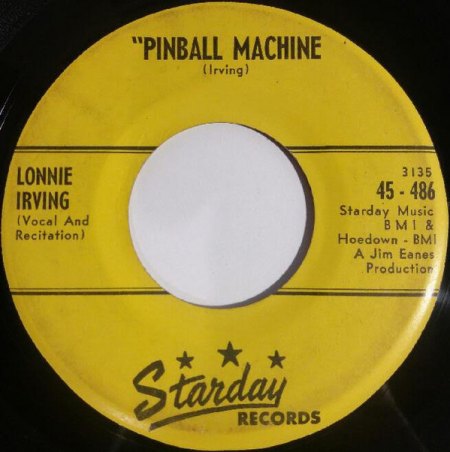 "PINBALL MACHINE
(Irving)
LONNIE
IRVING
(Vocal And
Recitation)
3135
45 - 486
Starday Music
BMI &
Hoedown - BMI
A Jim Eanes
Production
Starday
RECORDS